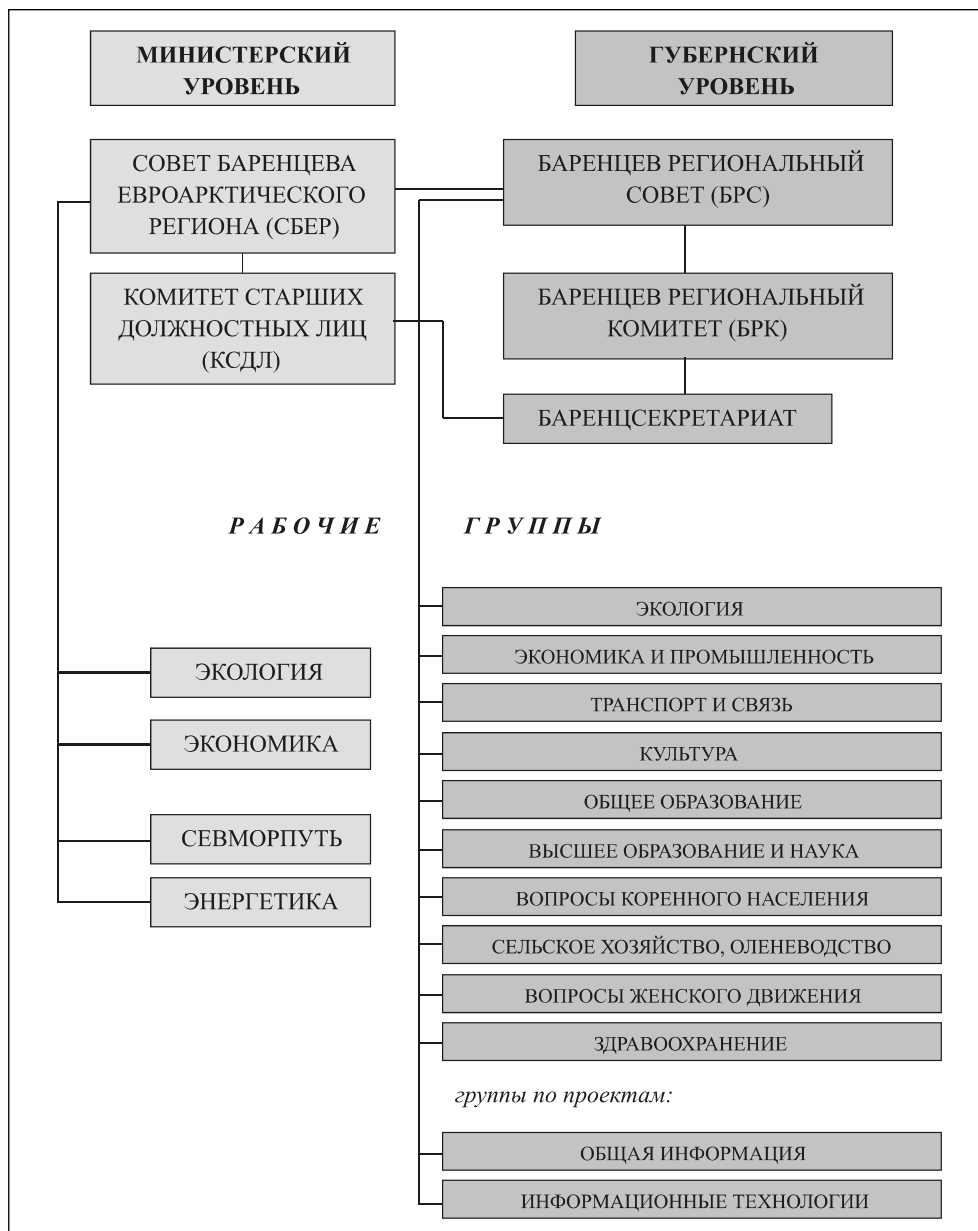 МИНИСТЕРСКИЙ
УРОВЕНЬ
ГУБЕРНСКИЙ
УРОВЕНЬ
СОВЕТ БАРЕНЦЕВА
ЕВРОАРКТИЧЕСКОГО
РЕГИОНА (СБЕР)
БАРЕНЦЕВ РЕГИОНАЛЬНЫЙ
СОВЕТ (БРС)
КОМИТЕТ СТАРШИХ
ДОЛЖНОСТНЫХ ЛИЦ
(КСДЛ)
БАРЕНЦЕВ РЕГИОНАЛЬНЫЙ
КОМИТЕТ (БРК)
БАРЕНЦСЕКРЕТАРИАТ
РАБОЧИЕ ГРУППЫ
ЭКОЛОГИЯ
ЭКОНОМИКА
СЕВМОРПУТЬ
ЭНЕРГЕТИКА
ЭКОЛОГИЯ
ЭКОНОМИКА И ПРОМЫШЛЕННОСТЬ
ТРАНСПОРТ И СВЯЗЬ
КУЛЬТУРА
ОБЩЕЕ ОБРАЗОВАНИЕ
ВЫСШЕЕ ОБРАЗОВАНИЕ И НАУКА
ВОПРОСЫ КОРЕННОГО НАСЕЛЕНИЯ
СЕЛЬСКОЕ ХОЗЯЙСТВО, ОЛЕНЕВОДСТВО
ВОПРОСЫ ЖЕНСКОГО ДВИЖЕНИЯ
ЗДРАВООХРАНЕНИЕ
группы по проектам:
ОБЩАЯ ИНФОРМАЦИЯ
ИНФОРМАЦИОННЫЕ ТЕХНОЛОГИИ